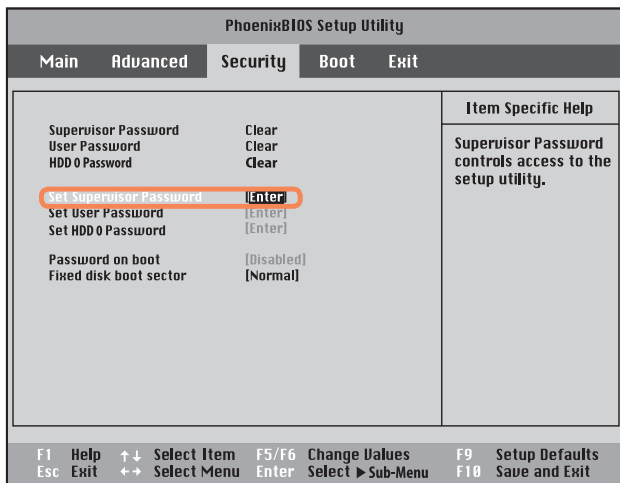 PhoenixBIOS Setup Utility
Main Advanced Security Boot Exit
Item Specific Help
Supervisor Password Clear
User Password Clear
HDD 0 Password Clear
Set Supervisor Password [Enter]
Set User Password [Enter]
Set HDD 0 Password [Enter]
Password on boot [Disabled]
Fixed disk boot sector [Normal]
Supervisor Password
controls access to the
setup utility.
F1 Help ↑↓ Select Item F5/F6 Change Values F9 Setup Defaults
Esc Exit ←→ Select Menu Enter Select ▶Sub-Menu F10 Save and Exit